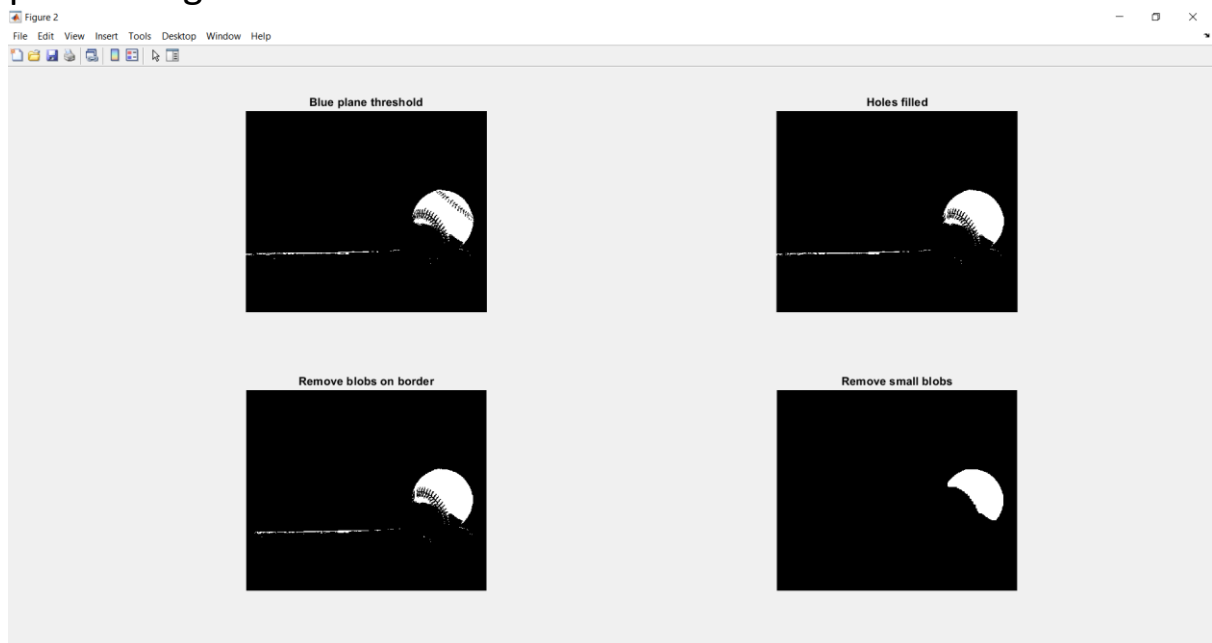 Figure 2
File Edit View Insert Tools Desktop Window Help
Blue plane threshold
Holes filled
Remove blobs on border
Remove small blobs